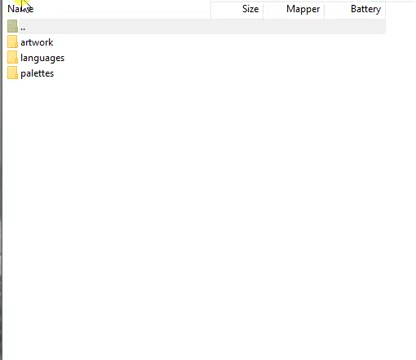 Name Size Mapper Battery
..
artwork
languages
palettes